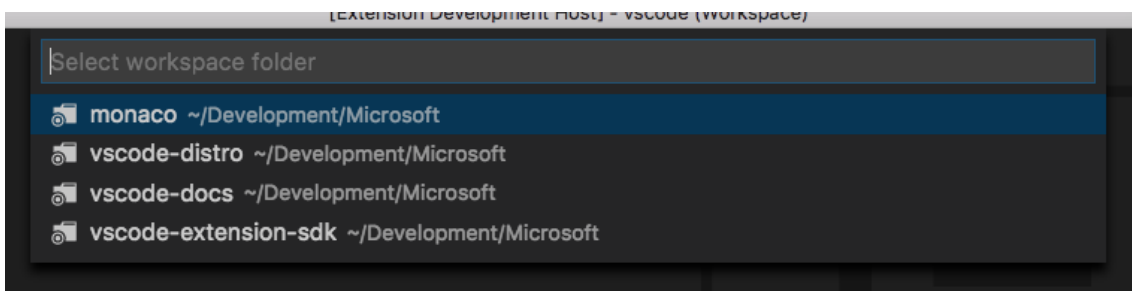 [Extension Development Host] - vscode (Workspace)
Select workspace folder
monaco ~/Development/Microsoft
vscode-distro ~/Development/Microsoft
vscode-docs ~/Development/Microsoft
vscode-extension-sdk ~/Development/Microsoft